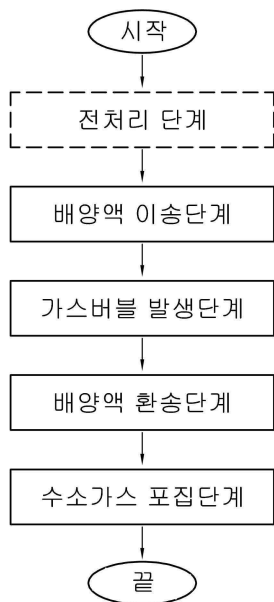 시작
전처리 단계
배양액 이송단계
가스버블 발생단계
배양액 환송단계
수소가스 포집단계
끝